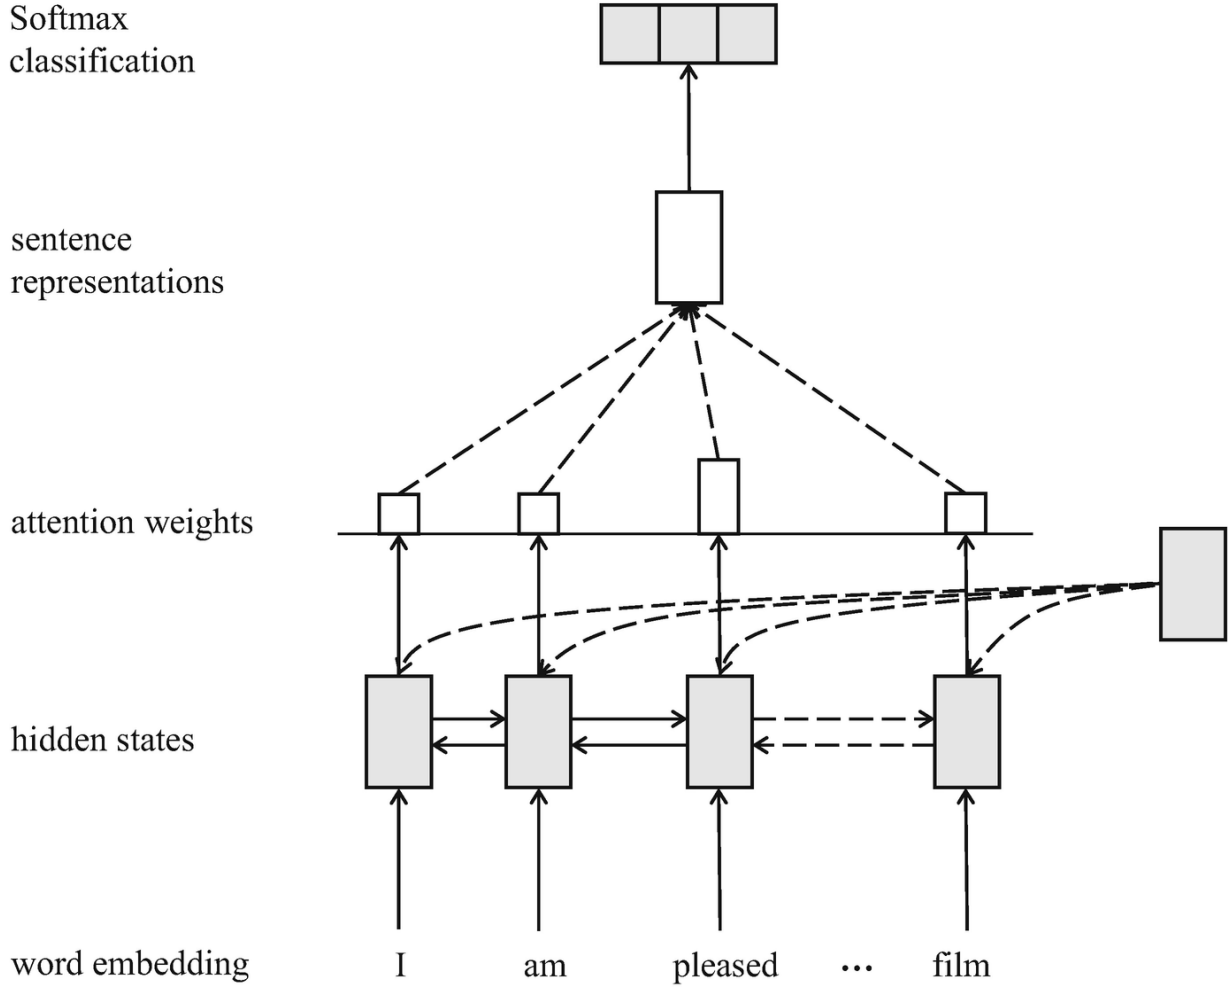 Softmax
classification
sentence
representations
attention weights
hidden states
word embedding I am pleased ... film